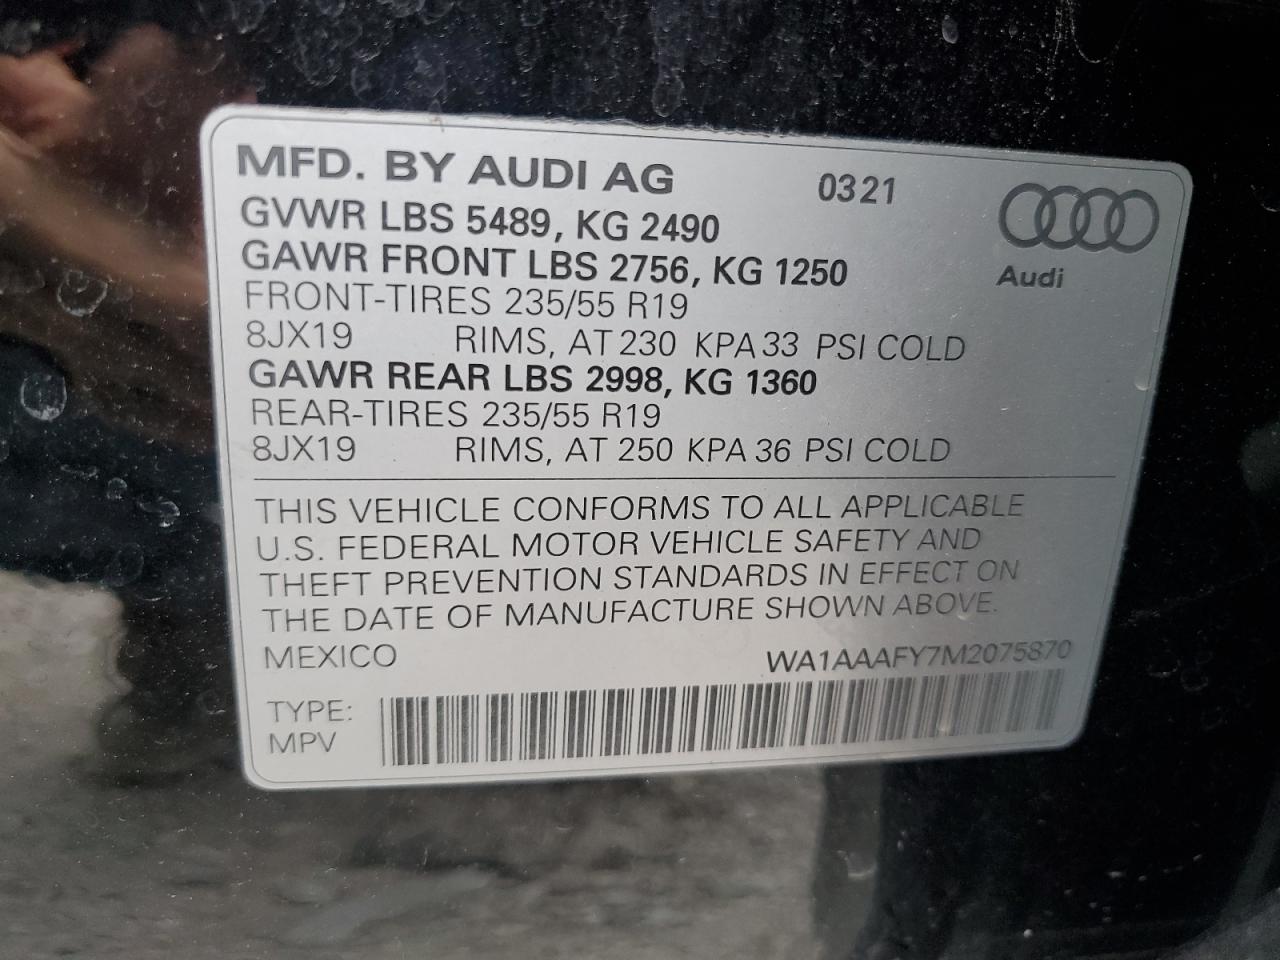 MFD. BY AUDI AG 0321
GVWR LBS 5489, KG 2490
GAWR FRONT LBS 2756, KG 1250
Audi
FRONT-TIRES 235/55 R19
8JX19 RIMS, AT 230 KPA 33 PSI COLD
GAWR REAR LBS 2998, KG 1360
REAR-TIRES 235/55 R19
8JX19 RIMS, AT 250 KPA 36 PSI COLD
THIS VEHICLE CONFORMS TO ALL APPLICABLE
U.S. FEDERAL MOTOR VEHICLE SAFETY AND
THEFT PREVENTION STANDARDS IN EFFECT ON
THE DATE OF MANUFACTURE SHOWN ABOVE.
MEXICO WA1AAAFY7M2075870
TYPE:
MPV